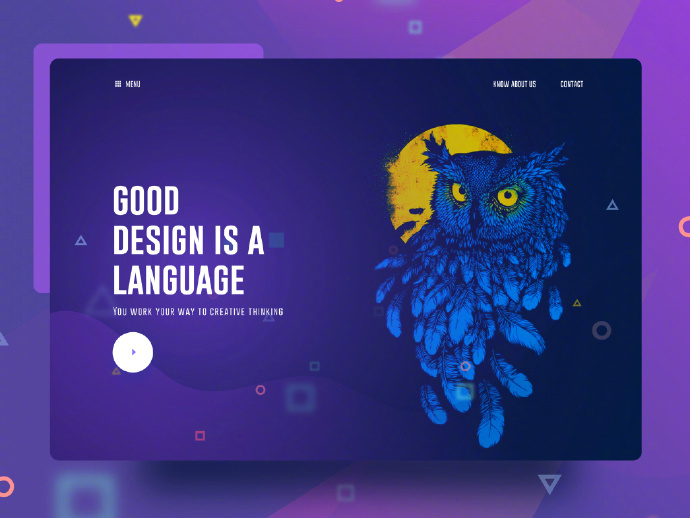 MENU
KNOW ABOUT US
CONTACT
GOOD
DESIGN IS A
LANGUAGE
YOU WORK YOUR WAY TO CREATIVE THINKING